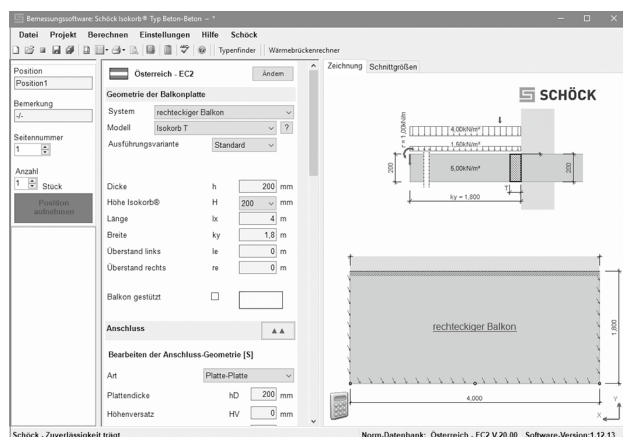 Bemessungssoftware: Schöck Isokorb® Typ Beton-Beton - *
Datei Projekt Berechnen Einstellungen Hilfe Schöck
Typenfinder Wärmebrückenrechner
Position
Position1
Bemerkung
-/-
Seitennummer
1
Anzahl
1 Stück
Position aufnehmen
Österreich - EC2 Ändern
Geometrie der Balkonplatte
System rechteckiger Balkon
Modell Isokorb T ?
Ausführungsvariante Standard
Dicke h 200 mm
Höhe Isokorb® H 200 mm
Länge lx 4 m
Breite ky 1,8 m
Überstand links le 0 m
Überstand rechts re 0 m
Balkon gestützt
Anschluss
Bearbeiten der Anschluss-Geometrie [S]
Art Platte-Platte
Plattendicke hD 200 mm
Höhenversatz HV 0 mm
Zeichnung Schnittgrößen
SCHÖCK
r = 1,00kN/m
4,00kN/m²
1,50kN/m²
5,00kN/m²
200
200
T
ky = 1,800
rechteckiger Balkon
1,800
4,000
Y
X
Schöck - Zuverlässigkeit trägt
Norm-Datenbank: Österreich - EC2 V.20.00 Software-Version:1.12.13